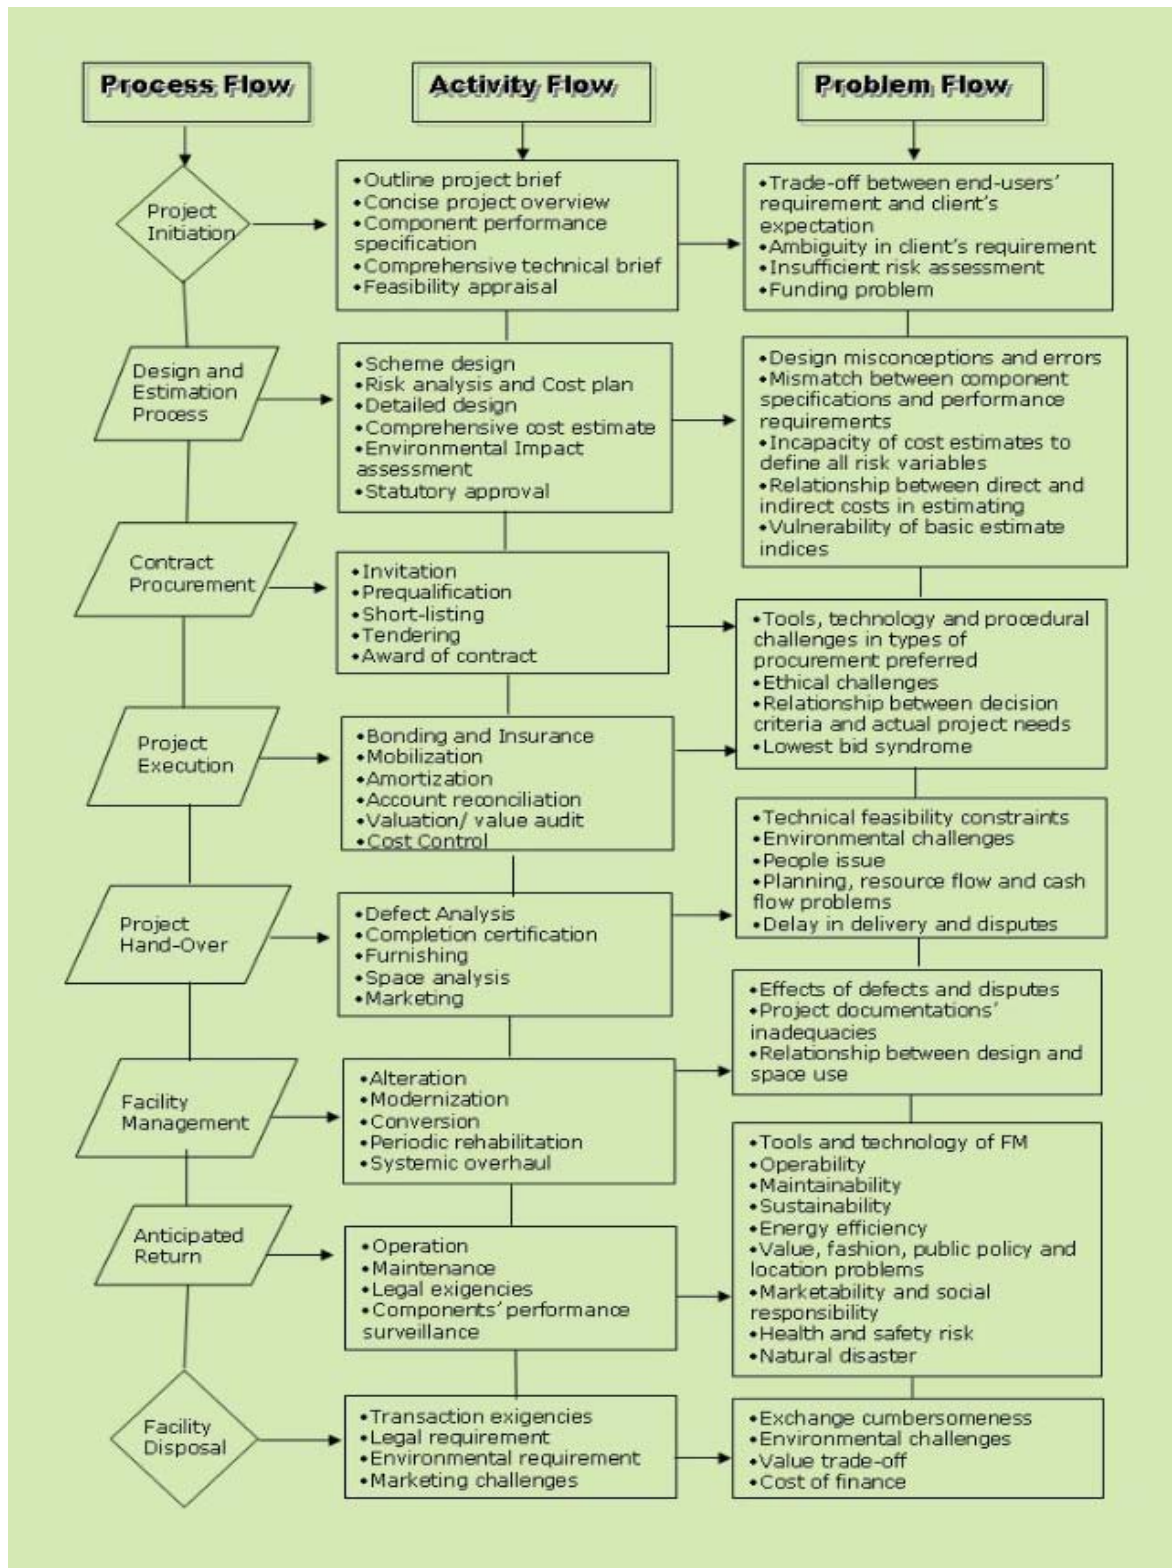 Process Flow
Activity Flow
Problem Flow
Project
Initiation
•Outline project brief
•Concise project overview
•Component performance
specification
•Comprehensive technical brief
•Feasibility appraisal
•Trade-off between end-users’
requirement and client’s
expectation
•Ambiguity in client’s requirement
•Insufficient risk assessment
•Funding problem
Design and
Estimation
Process
•Scheme design
•Risk analysis and Cost plan
•Detailed design
•Comprehensive cost estimate
•Environmental Impact
assessment
•Statutory approval
•Design misconceptions and errors
•Mismatch between component
specifications and performance
requirements
•Incapacity of cost estimates to
define all risk variables
•Relationship between direct and
indirect costs in estimating
•Vulnerability of basic estimate
indices
Contract
Procurement
•Invitation
•Prequalification
•Short-listing
•Tendering
•Award of contract
•Tools, technology and procedural
challenges in types of
procurement preferred
•Ethical challenges
•Relationship between decision
criteria and actual project needs
•Lowest bid syndrome
Project
Execution
•Bonding and Insurance
•Mobilization
•Amortization
•Account reconciliation
•Valuation/ value audit
•Cost Control
•Technical feasibility constraints
•Environmental challenges
•People issue
•Planning, resource flow and cash
flow problems
•Delay in delivery and disputes
Project
Hand-Over
•Defect Analysis
•Completion certification
•Furnishing
•Space analysis
•Marketing
•Effects of defects and disputes
•Project documentations’
inadequacies
•Relationship between design and
space use
Facility
Management
•Alteration
•Modernization
•Conversion
•Periodic rehabilitation
•Systemic overhaul
•Tools and technology of FM
•Operability
•Maintainability
•Sustainability
•Energy efficiency
•Value, fashion, public policy and
location problems
•Marketability and social
responsibility
•Health and safety risk
•Natural disaster
Anticipated
Return
•Operation
•Maintenance
•Legal exigencies
•Components’ performance
surveillance
Facility
Disposal
•Transaction exigencies
•Legal requirement
•Environmental requirement
•Marketing challenges
•Exchange cumbersomeness
•Environmental challenges
•Value trade-off
•Cost of finance